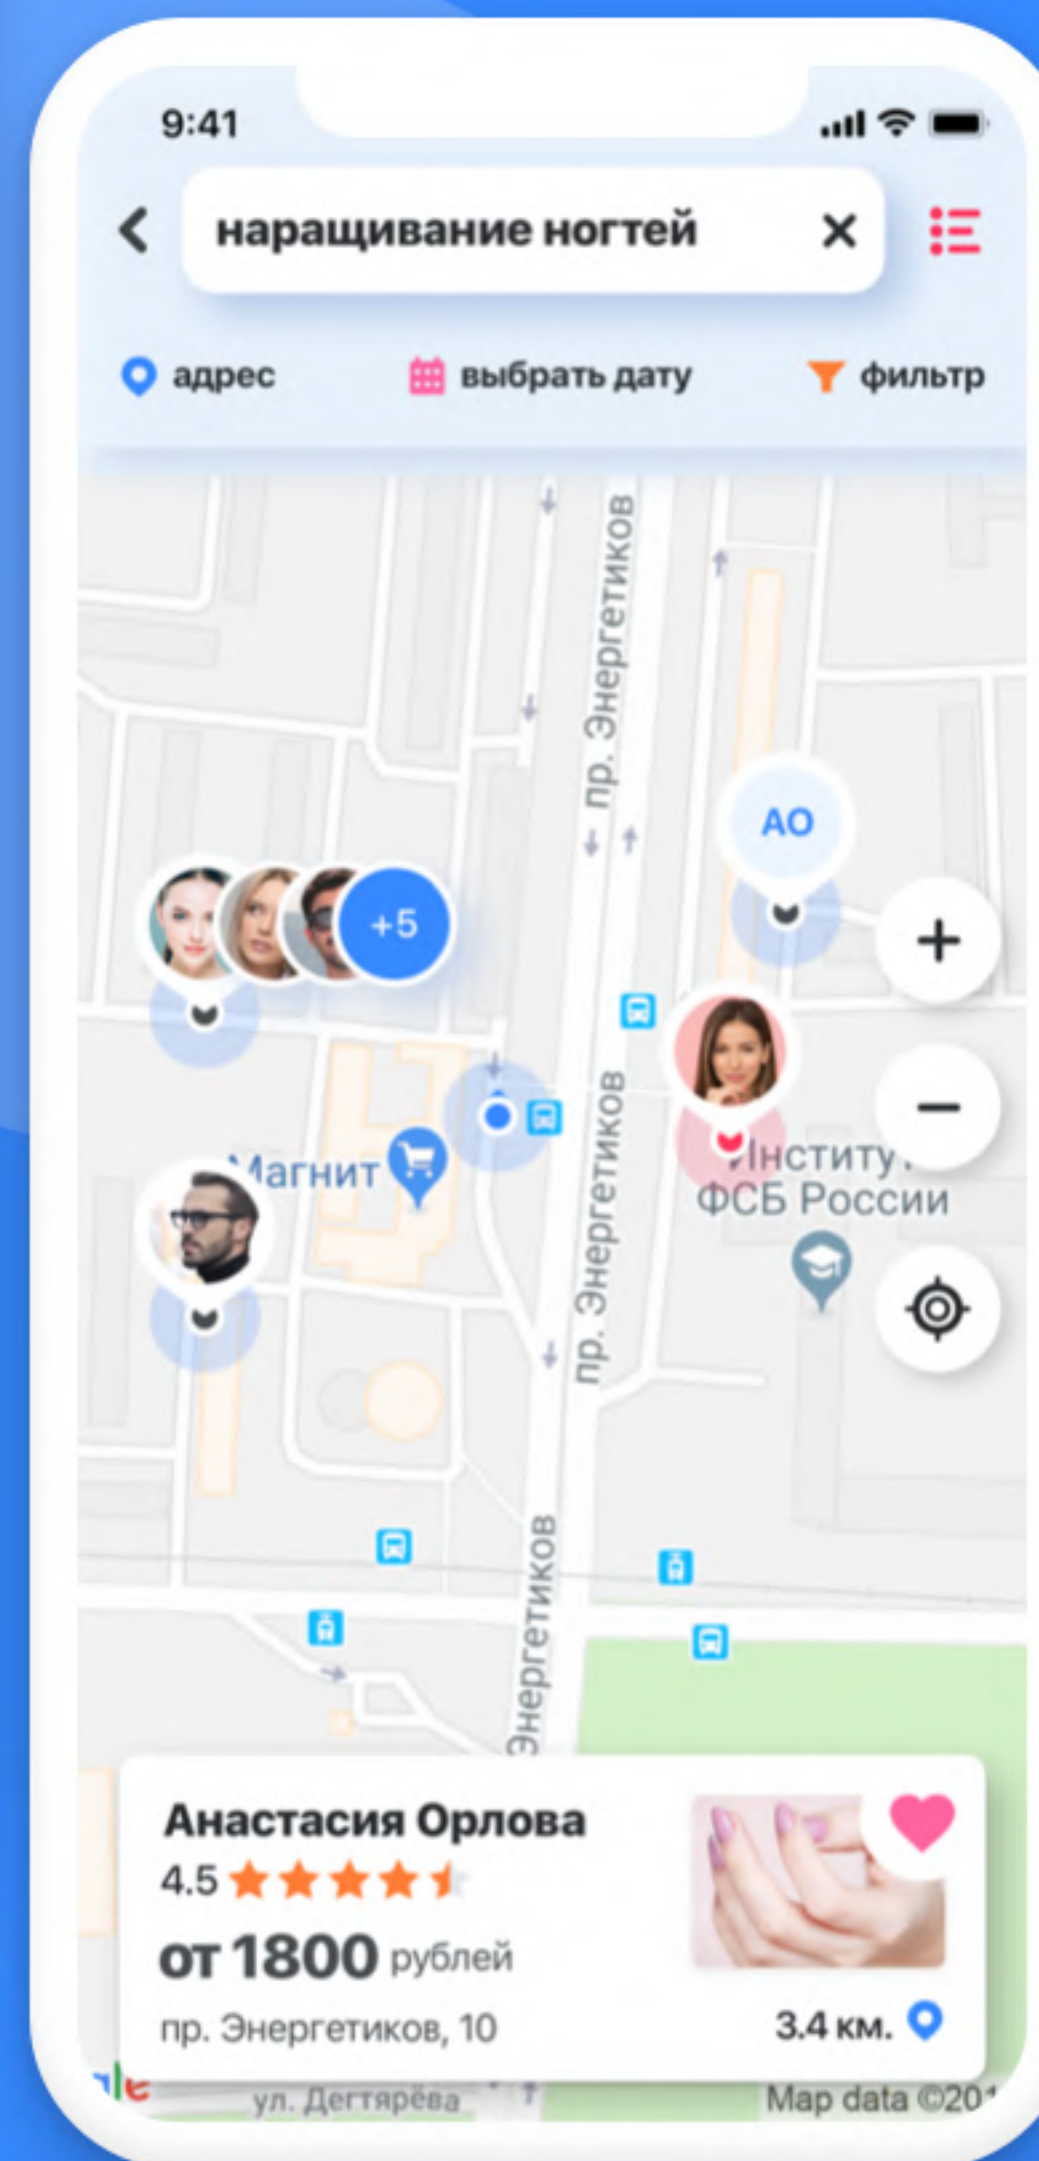 9:41
наращивание ногтей
адрес
выбрать дату
фильтр
пр. Энергетиков
АО
+5
Магнит
пр. Энергетиков
ФСБ России
Энергетиков
Анастасия Орлова
4.5
от 1800 рублей
пр. Энергетиков, 10
3.4 км.
ул. Дегтярёва
Map data ©201